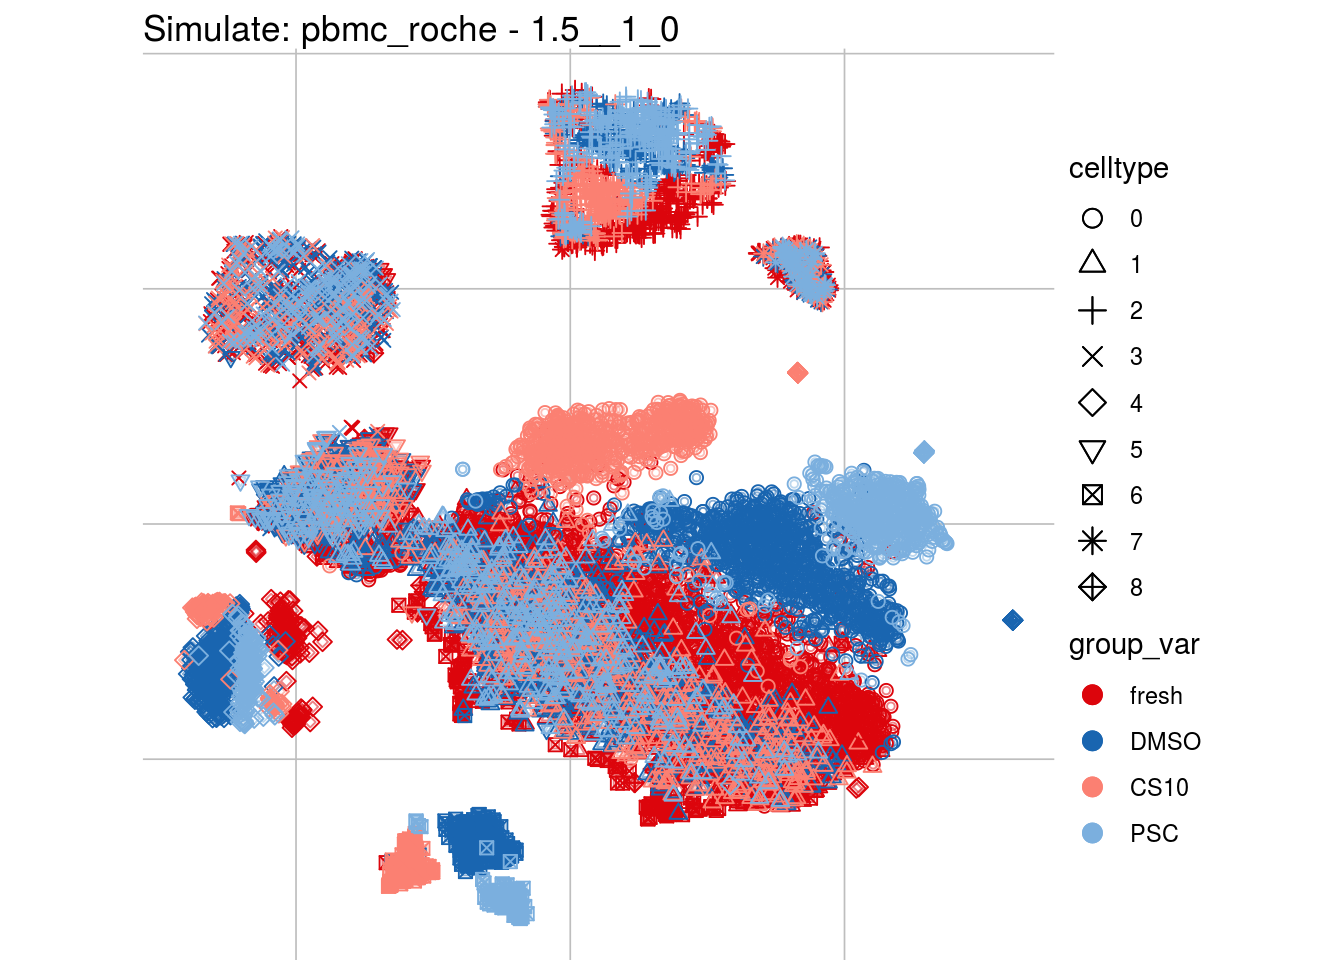 Simulate: pbmc_roche - 1.5__1_0
celltype
0
1
2
3
4
5
6
7
8
group_var
fresh
DMSO
CS10
PSC